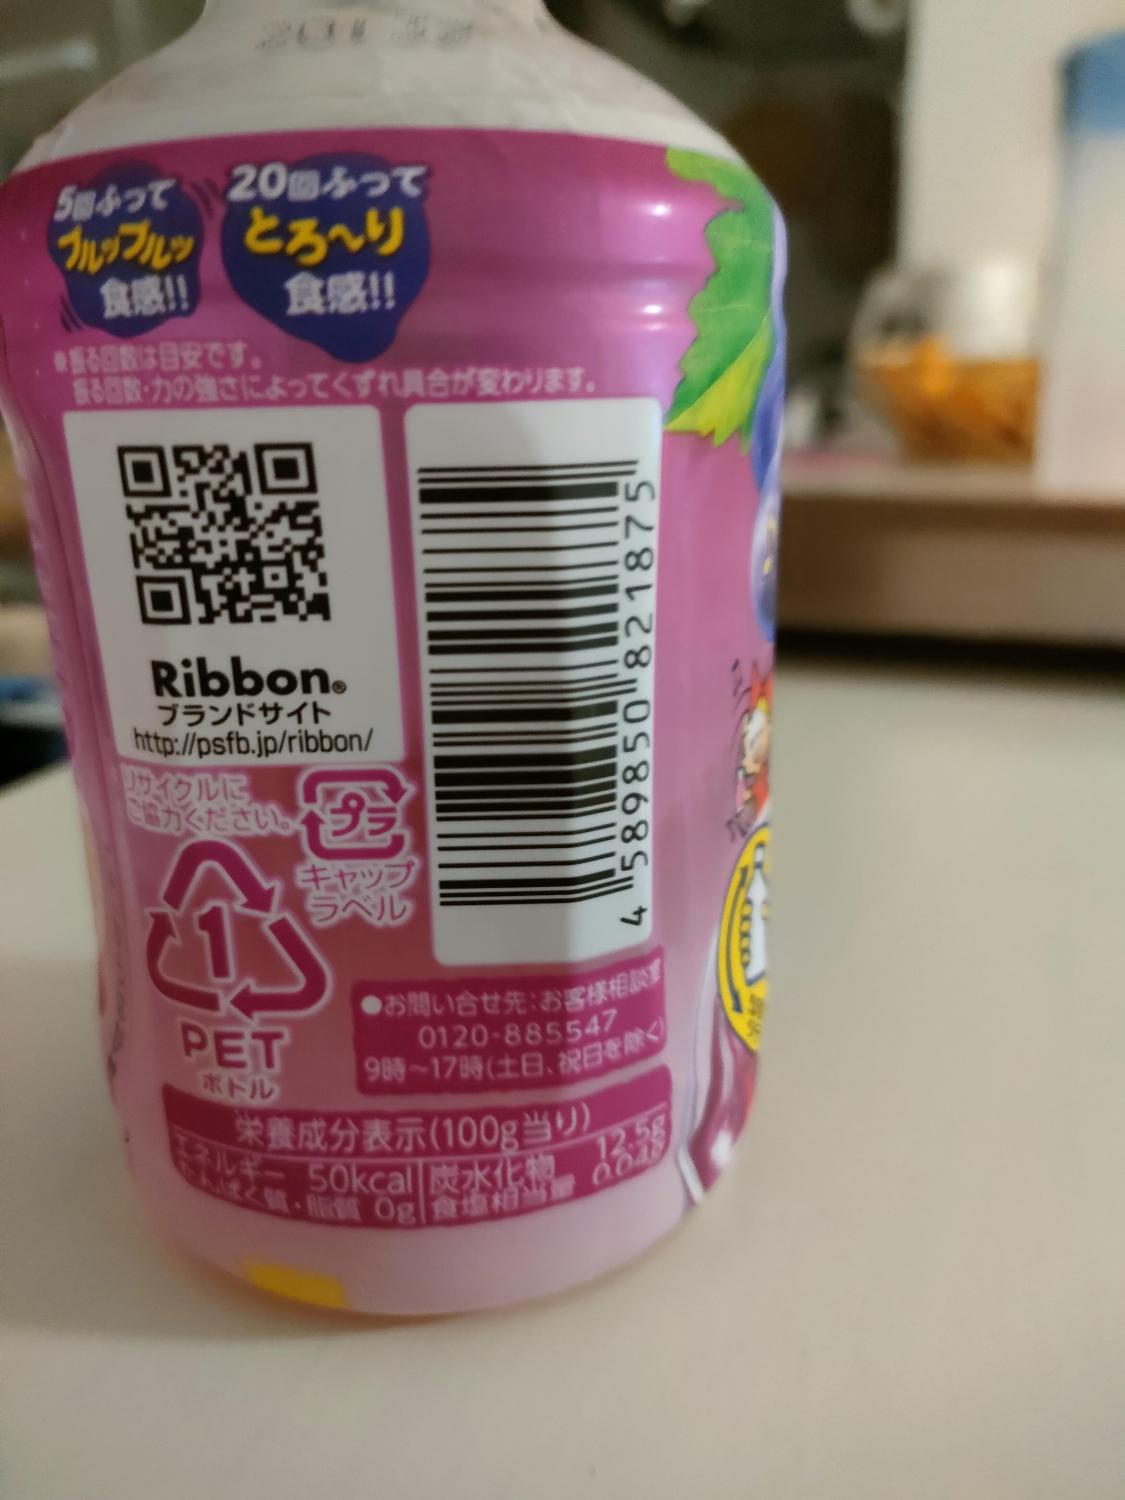 5回ふって
プルップルッ
食感!!
20回ふって
とろ〜り
食感!!
※振る回数は目安です。
振る回数・力の強さによってくずれ具合が変わります。
Ribbon®
ブランドサイト
http://psfb.jp/ribbon/
4 589850 821875
リサイクルに
ご協力ください。
プラ
キャップ
ラベル
1
PET
ボトル
●お問い合せ先:お客様相談室
0120-885547
9時〜17時(土日、祝日を除く)
栄養成分表示(100g当り)
エネルギー 50kcal 炭水化物 12.5g
たんぱく質・脂質 0g 食塩相当量 0.04g